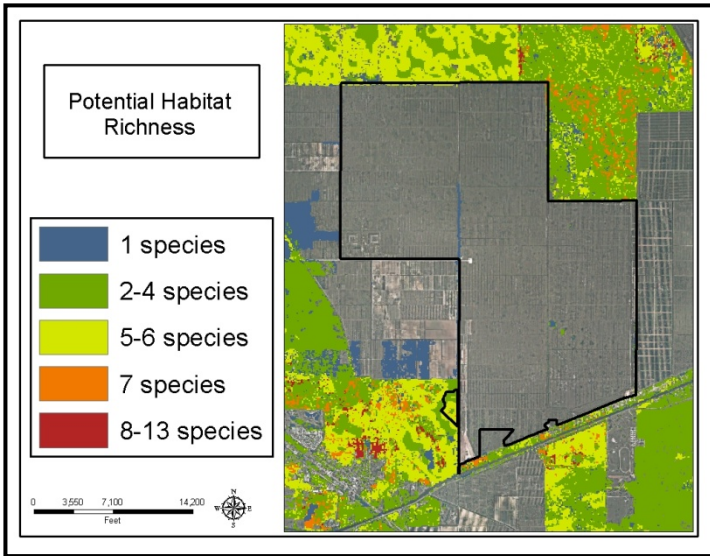 Potential Habitat
Richness
1 species
2-4 species
5-6 species
7 species
8-13 species
0 3,550 7,100 14,200
Feet
N
W E
S